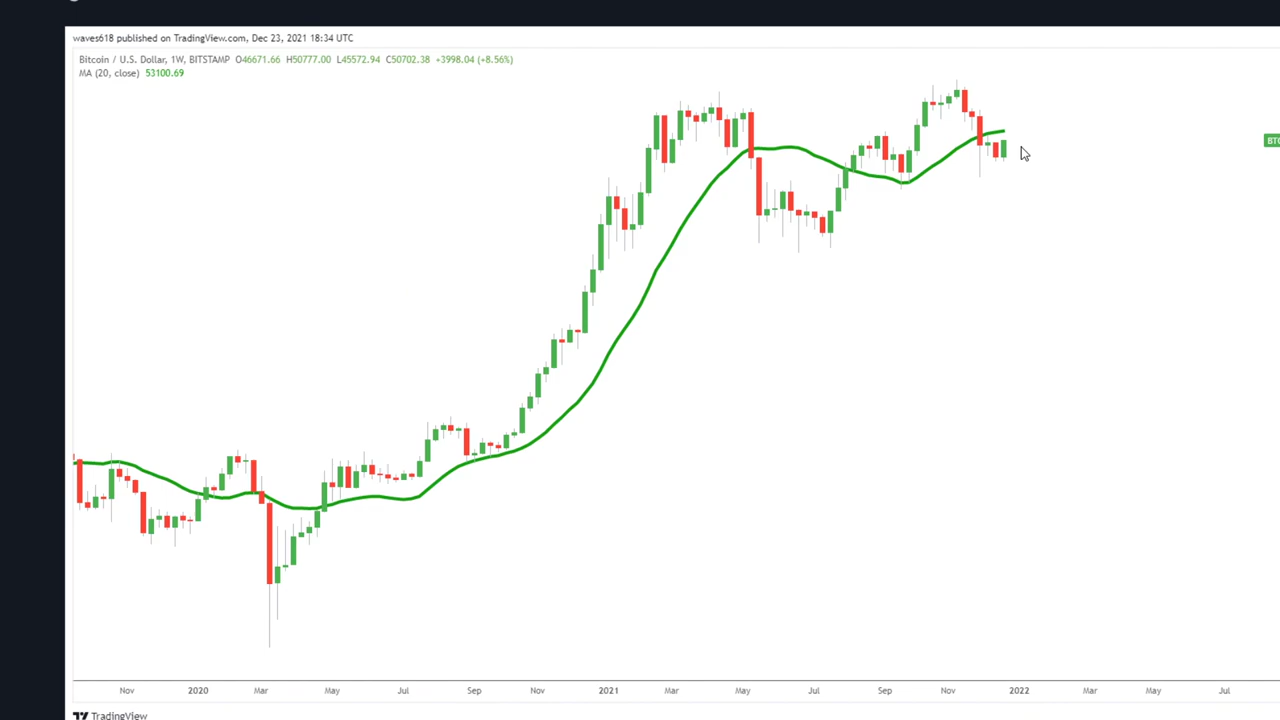 waves618 published on TradingView.com, Dec 23, 2021 18:34 UTC
Bitcoin / U.S. Dollar, 1W, BITSTAMP O46671.66 H50777.00 L45572.94 C50702.38 +3998.04 (+8.56%)
MA (20, close) 53100.69
BTC
Nov 2020 Mar May Jul Sep Nov 2021 Mar May Jul Sep Nov 2022 Mar May Jul
TradingView